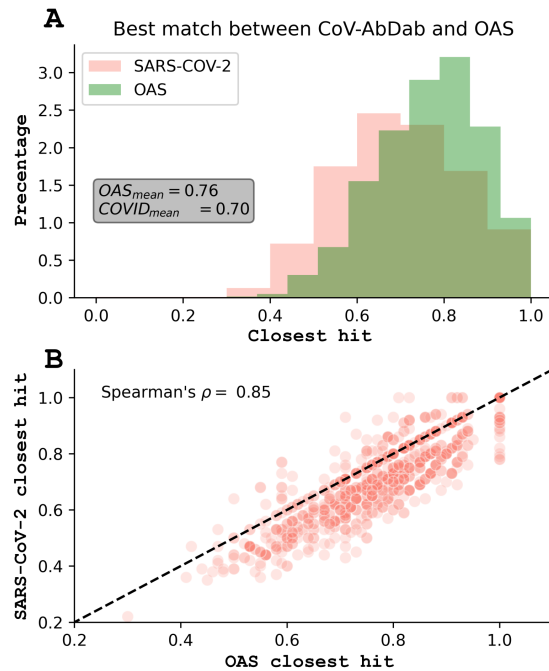 A
Best match between CoV-AbDab and OAS
SARS-COV-2
OAS
OAS_mean = 0.76
COVID_mean = 0.70
Precentage
3.0
2.5
2.0
1.5
1.0
0.5
0.0
0.0 0.2 0.4 0.6 0.8 1.0
Closest hit
B
Spearman's ρ = 0.85
SARS-CoV-2 closest hit
1.0
0.8
0.6
0.4
0.2
0.2 0.4 0.6 0.8 1.0
OAS closest hit